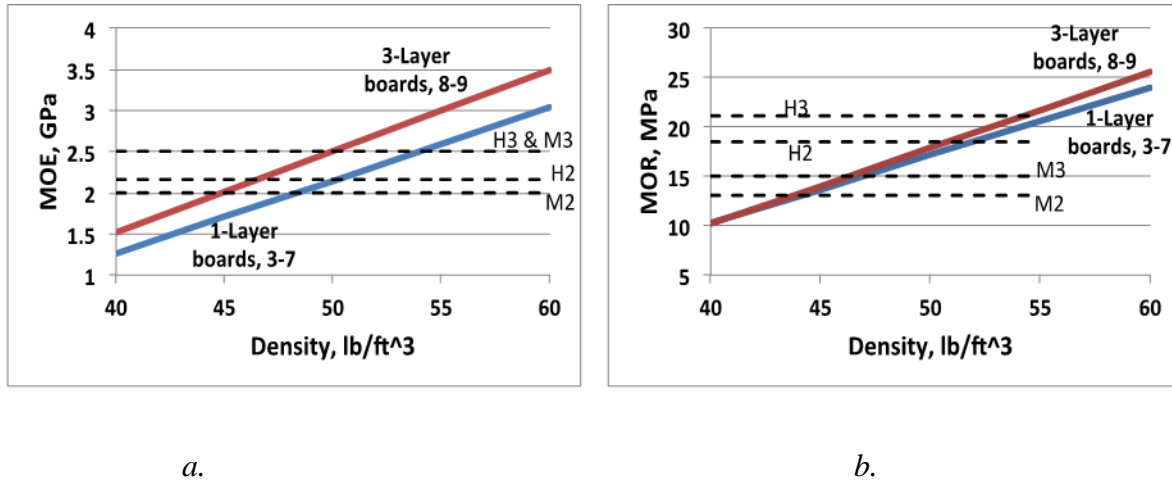 4
3.5
3
2.5
2
1.5
1
MOE, GPa
3-Layer
boards, 8-9
H3 & M3
H2
M2
1-Layer
boards, 3-7
40
45
50
55
60
Density, lb/ft^3
30
25
20
15
10
5
MOR, MPa
3-Layer
boards, 8-9
H3
1-Layer
boards, 3-7
H2
M3
M2
40
45
50
55
60
Density, lb/ft^3
a.
b.